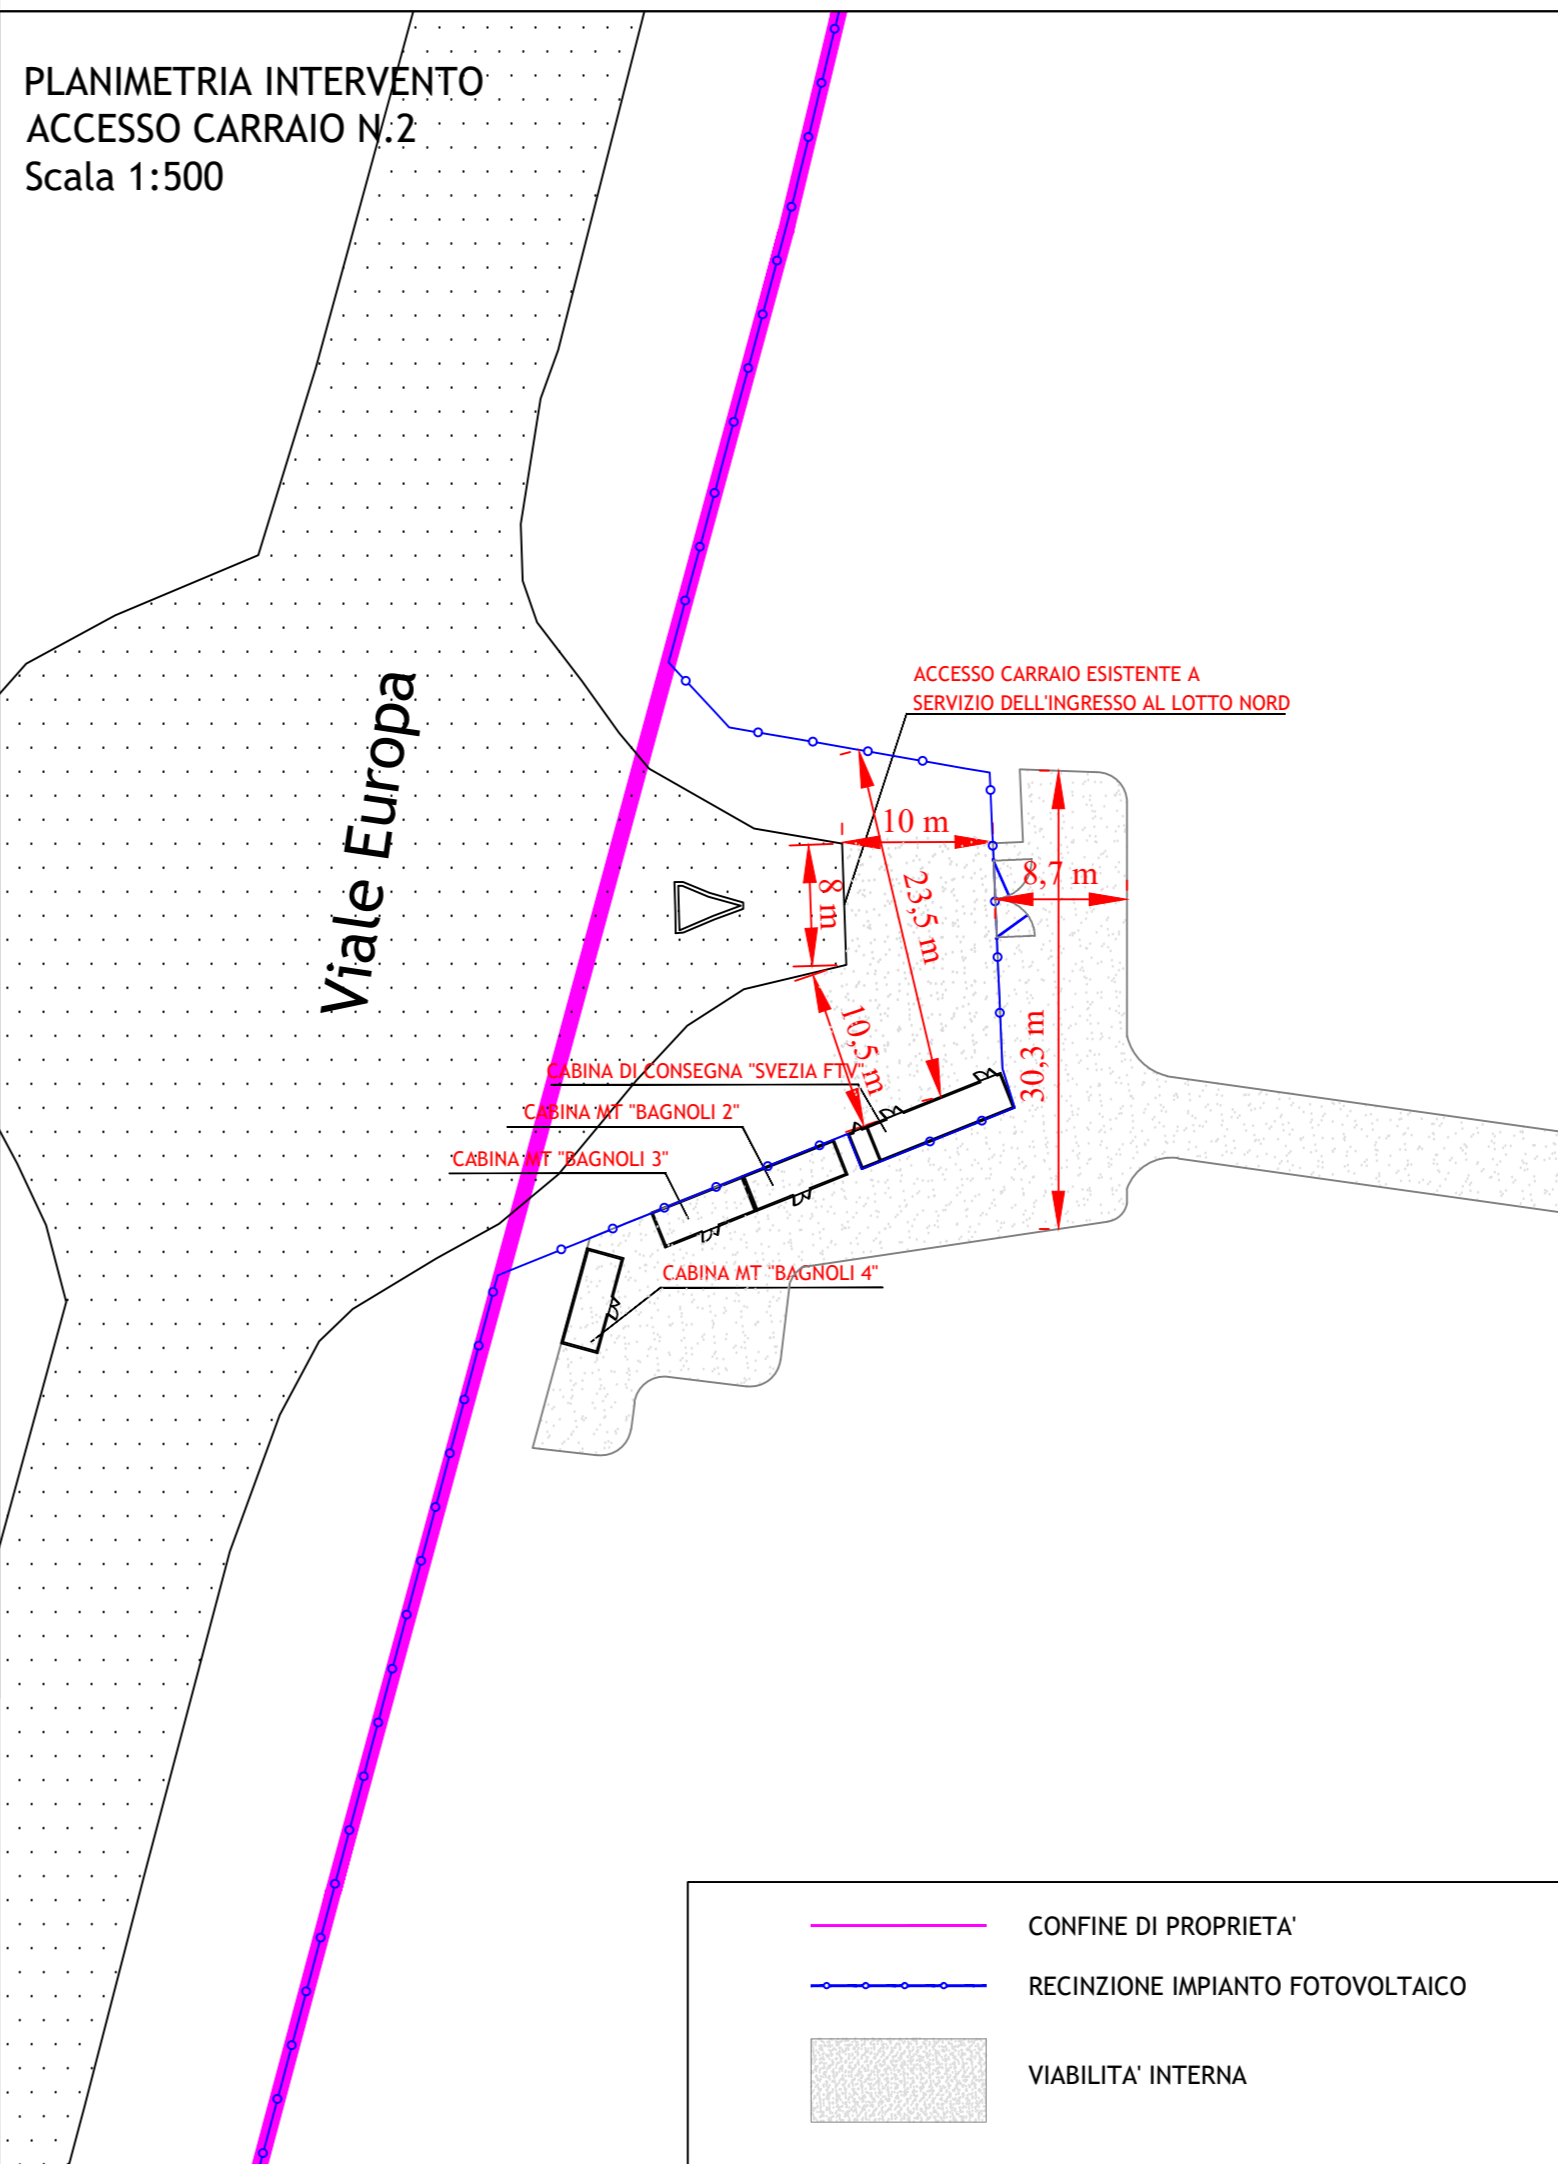 PLANIMETRIA INTERVENTO
ACCESSO CARRAIO N.2
Scala 1:500
Viale Europa
ACCESSO CARRAIO ESISTENTE A
SERVIZIO DELL'INGRESSO AL LOTTO NORD
10 m
8 m
23,5 m
8,7 m
10,5 m
30,3 m
CABINA DI CONSEGNA "SVEZIA FTV"
CABINA MT "BAGNOLI 2"
CABINA MT "BAGNOLI 3"
CABINA MT "BAGNOLI 4"
CONFINE DI PROPRIETA'
RECINZIONE IMPIANTO FOTOVOLTAICO
VIABILITA' INTERNA